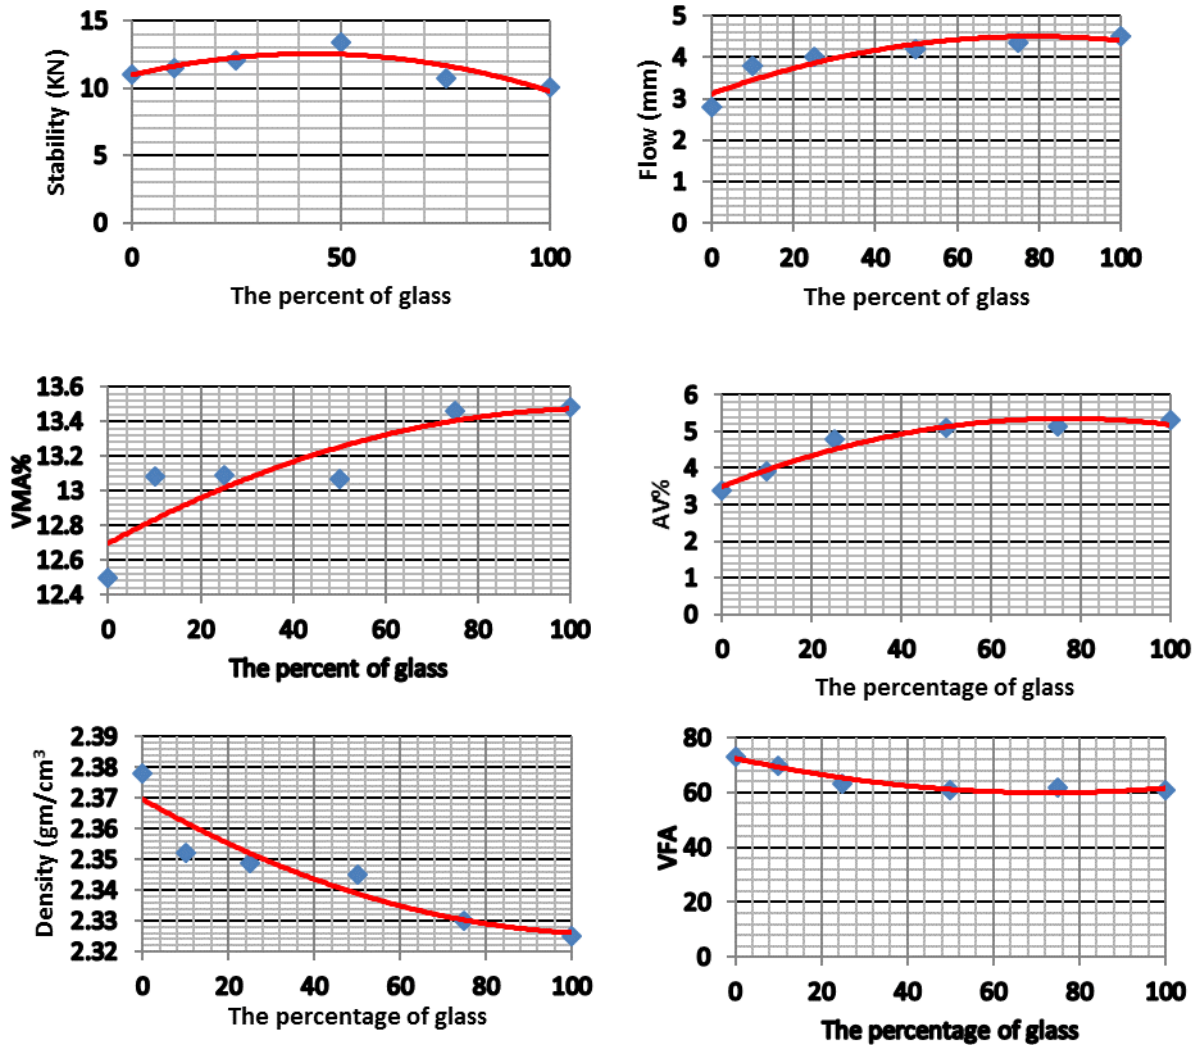 15
10
5
0
Stability (KN)
0 50 100
The percent of glass
5
4
3
2
1
0
Flow (mm)
0 20 40 60 80 100
The percent of glass
13.6
13.4
13.2
13
12.8
12.6
12.4
VMA%
0 20 40 60 80 100
The percent of glass
6
5
4
3
2
1
0
AV%
0 20 40 60 80 100
The percentage of glass
2.39
2.38
2.37
2.36
2.35
2.34
2.33
2.32
Density (gm/cm³
0 20 40 60 80 100
The percentage of glass
80
60
40
20
0
VFA
0 20 40 60 80 100
The percentage of glass